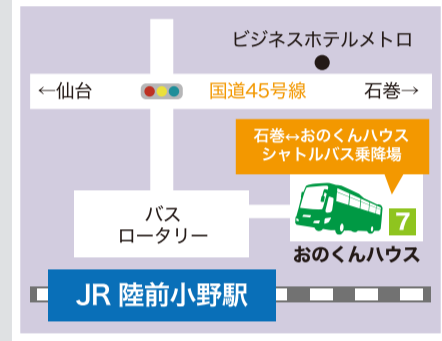 ビジネスホテルメトロ
←仙台
国道45号線
石巻→
石巻↔おのくんハウス
シャトルバス乗降場
バス
ロータリー
7
おのくんハウス
JR 陸前小野駅